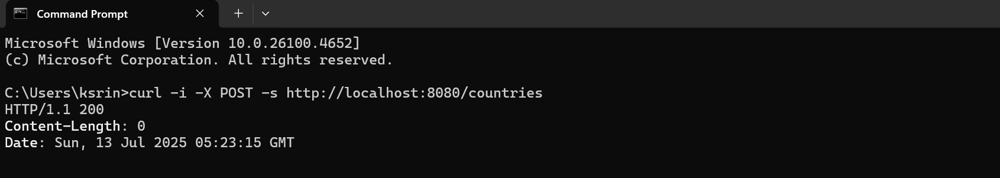 Command Prompt
Microsoft Windows [Version 10.0.26100.4652]
(c) Microsoft Corporation. All rights reserved.
C:\Users\ksrin>curl -i -X POST -s http://localhost:8080/countries
HTTP/1.1 200
Content-Length: 0
Date: Sun, 13 Jul 2025 05:23:15 GMT